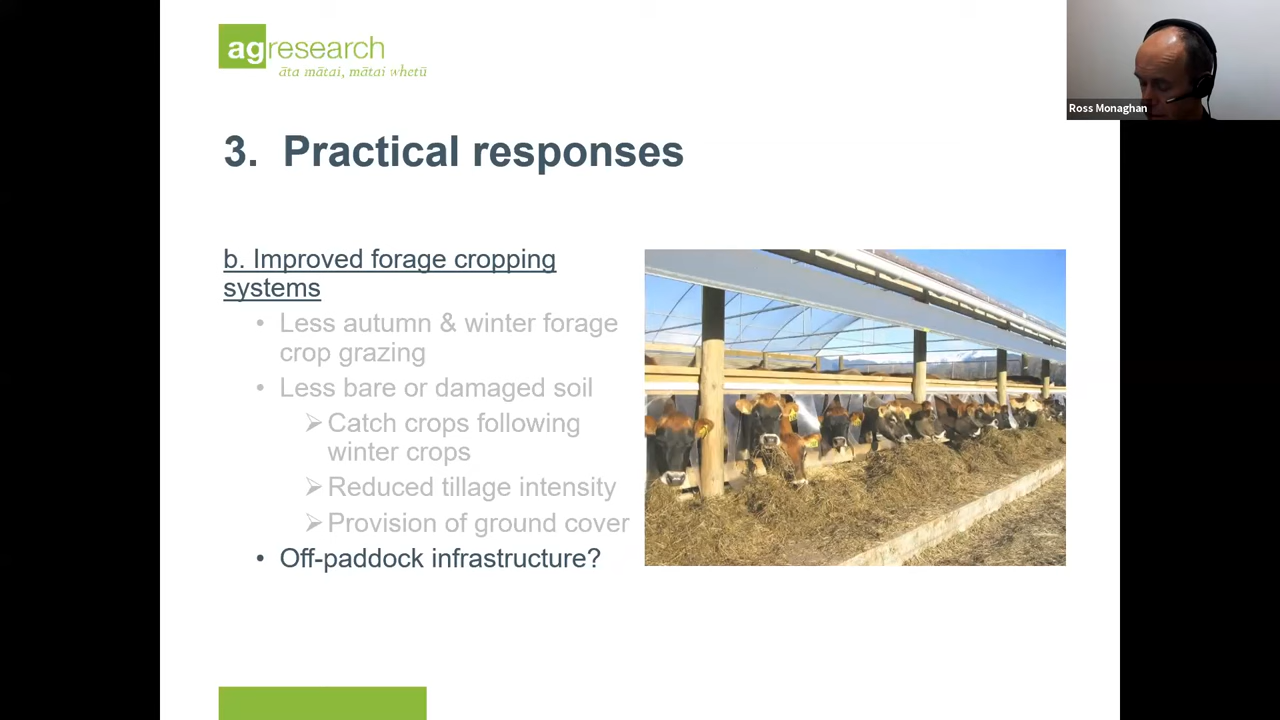 agresearch
āta mātai, mātai whetū
Ross Monaghan
3. Practical responses
b. Improved forage cropping
systems
• Less autumn & winter forage
crop grazing
• Less bare or damaged soil
➢ Catch crops following
winter crops
➢ Reduced tillage intensity
➢ Provision of ground cover
• Off-paddock infrastructure?